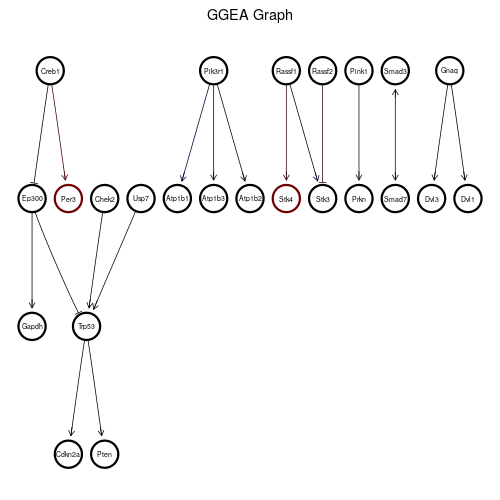 GGEA Graph
Creb1
Pik3r1
Rassf1
Rassf2
Pink1
Smad3
Gnaq
Ep300
Per3
Chek2
Usp7
Atp1b1
Atp1b3
Atp1b2
Stk4
Stk3
Prkn
Smad7
Dvl3
Dvl1
Gapdh
Trp53
Cdkn2a
Pten